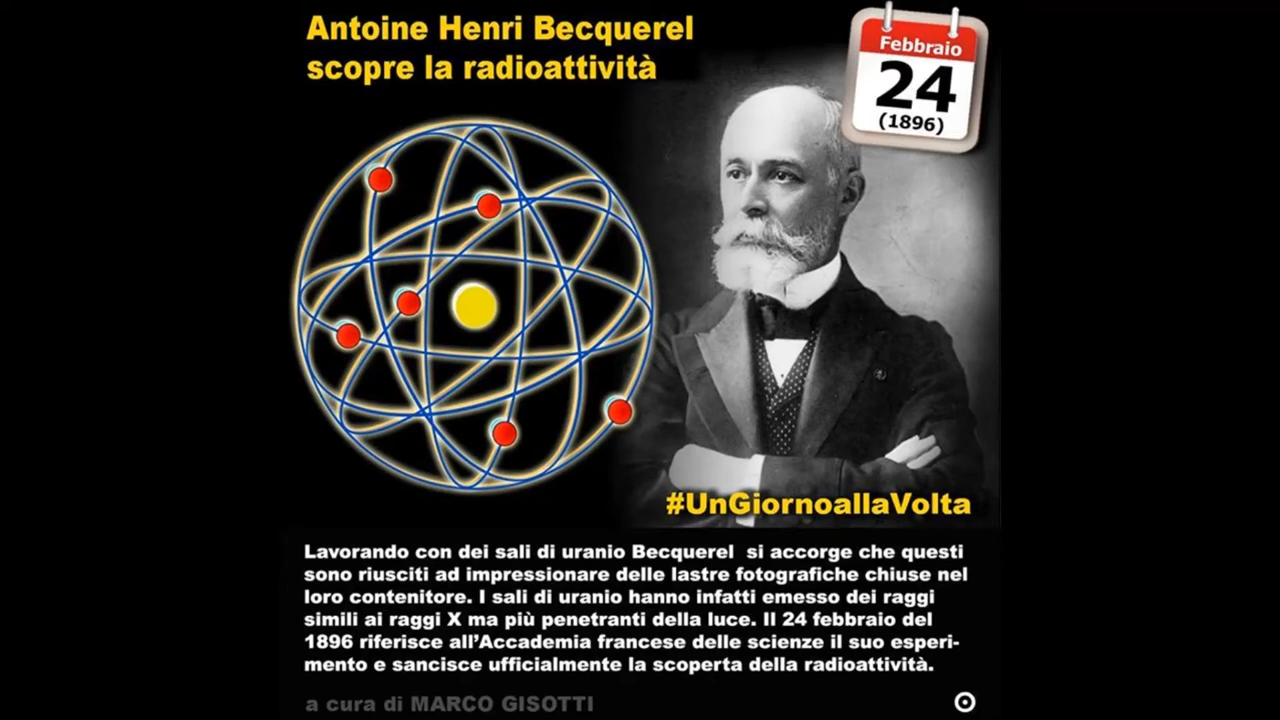 Antoine Henri Becquerel
scopre la radioattività
Febbraio
24
(1896)
#UnGiornoallaVolta
Lavorando con dei sali di uranio Becquerel si accorge che questi
sono riusciti ad impressionare delle lastre fotografiche chiuse nel
loro contenitore. I sali di uranio hanno infatti emesso dei raggi
simili ai raggi X ma più penetranti della luce. Il 24 febbraio del
1896 riferisce all'Accademia francese delle scienze il suo esperi-
mento e sancisce ufficialmente la scoperta della radioattività.
a cura di MARCO GISOTTI